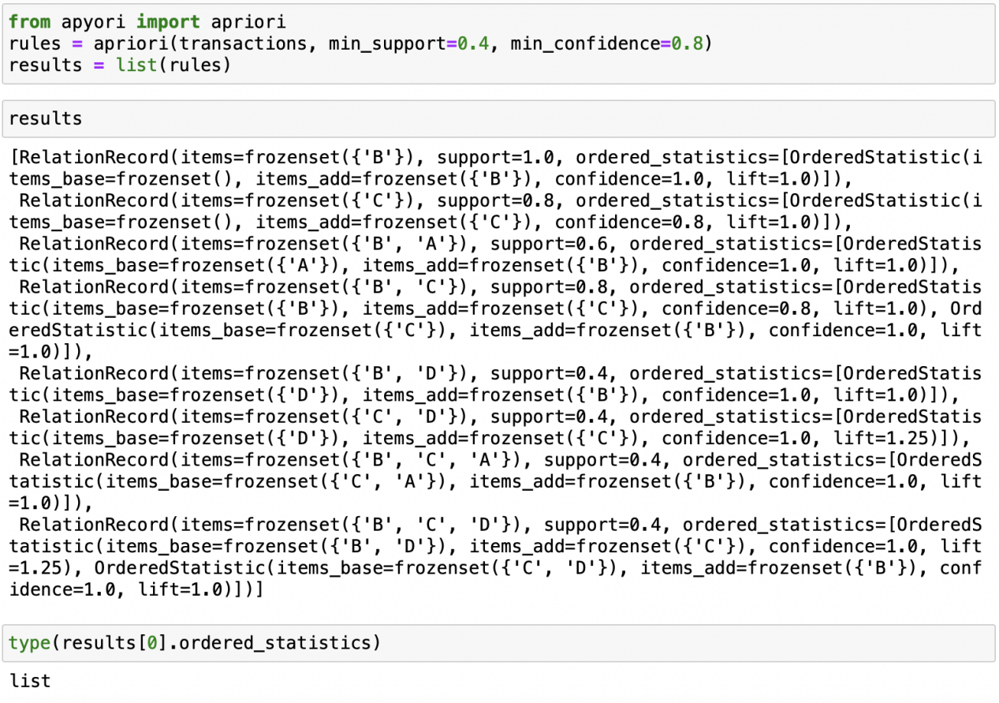 from apyori import apriori
rules = apriori(transactions, min_support=0.4, min_confidence=0.8)
results = list(rules)
results
[RelationRecord(items=frozenset({'B'}), support=1.0, ordered_statistics=[OrderedStatistic(i
tems_base=frozenset(), items_add=frozenset({'B'}), confidence=1.0, lift=1.0)]),
 RelationRecord(items=frozenset({'C'}), support=0.8, ordered_statistics=[OrderedStatistic(i
tems_base=frozenset(), items_add=frozenset({'C'}), confidence=0.8, lift=1.0)]),
 RelationRecord(items=frozenset({'B', 'A'}), support=0.6, ordered_statistics=[OrderedStatis
tic(items_base=frozenset({'A'}), items_add=frozenset({'B'}), confidence=1.0, lift=1.0)]),
 RelationRecord(items=frozenset({'B', 'C'}), support=0.8, ordered_statistics=[OrderedStatis
tic(items_base=frozenset({'B'}), items_add=frozenset({'C'}), confidence=0.8, lift=1.0), Ord
eredStatistic(items_base=frozenset({'C'}), items_add=frozenset({'B'}), confidence=1.0, lift
=1.0)]),
 RelationRecord(items=frozenset({'B', 'D'}), support=0.4, ordered_statistics=[OrderedStatis
tic(items_base=frozenset({'D'}), items_add=frozenset({'B'}), confidence=1.0, lift=1.0)]),
 RelationRecord(items=frozenset({'C', 'D'}), support=0.4, ordered_statistics=[OrderedStatis
tic(items_base=frozenset({'D'}), items_add=frozenset({'C'}), confidence=1.0, lift=1.25)]),
 RelationRecord(items=frozenset({'B', 'C', 'A'}), support=0.4, ordered_statistics=[OrderedS
tatistic(items_base=frozenset({'C', 'A'}), items_add=frozenset({'B'}), confidence=1.0, lift
=1.0)]),
 RelationRecord(items=frozenset({'B', 'C', 'D'}), support=0.4, ordered_statistics=[OrderedS
tatistic(items_base=frozenset({'B', 'D'}), items_add=frozenset({'C'}), confidence=1.0, lift
=1.25), OrderedStatistic(items_base=frozenset({'C', 'D'}), items_add=frozenset({'B'}), conf
idence=1.0, lift=1.0)])]
type(results[0].ordered_statistics)
list